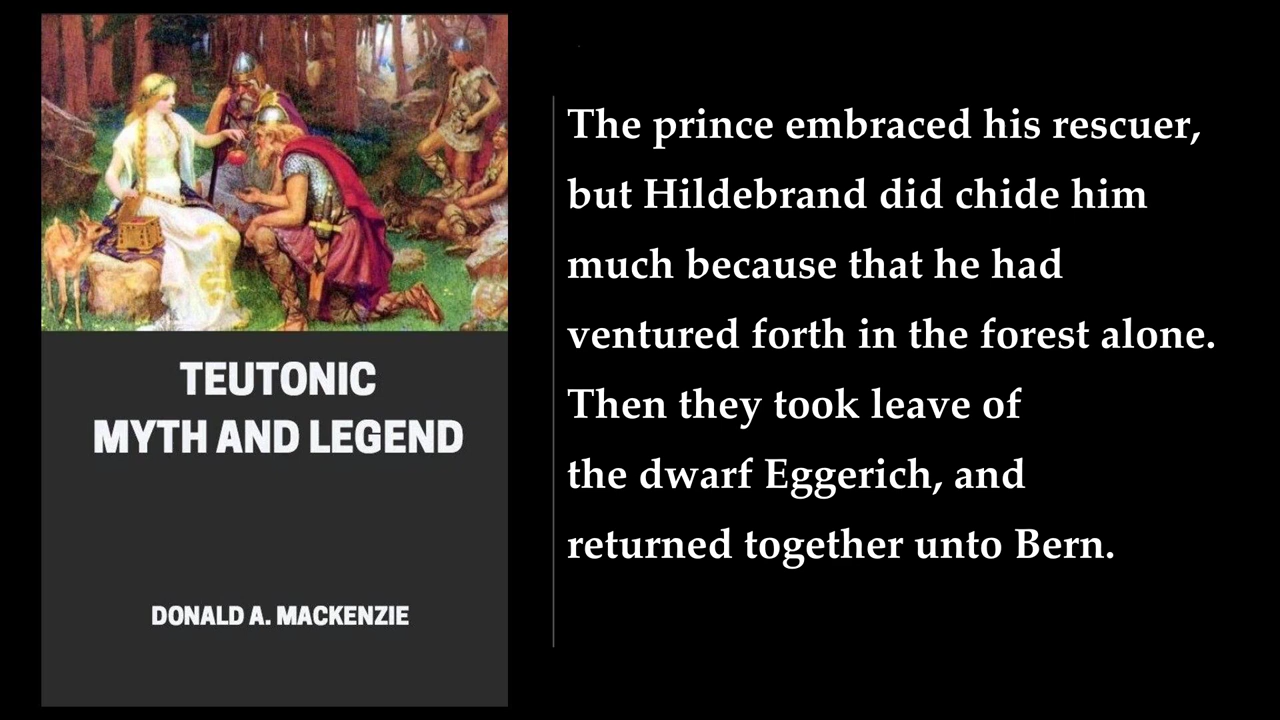 TEUTONIC
MYTH AND LEGEND
DONALD A. MACKENZIE
The prince embraced his rescuer,
but Hildebrand did chide him
much because that he had
ventured forth in the forest alone.
Then they took leave of
the dwarf Eggerich, and
returned together unto Bern.